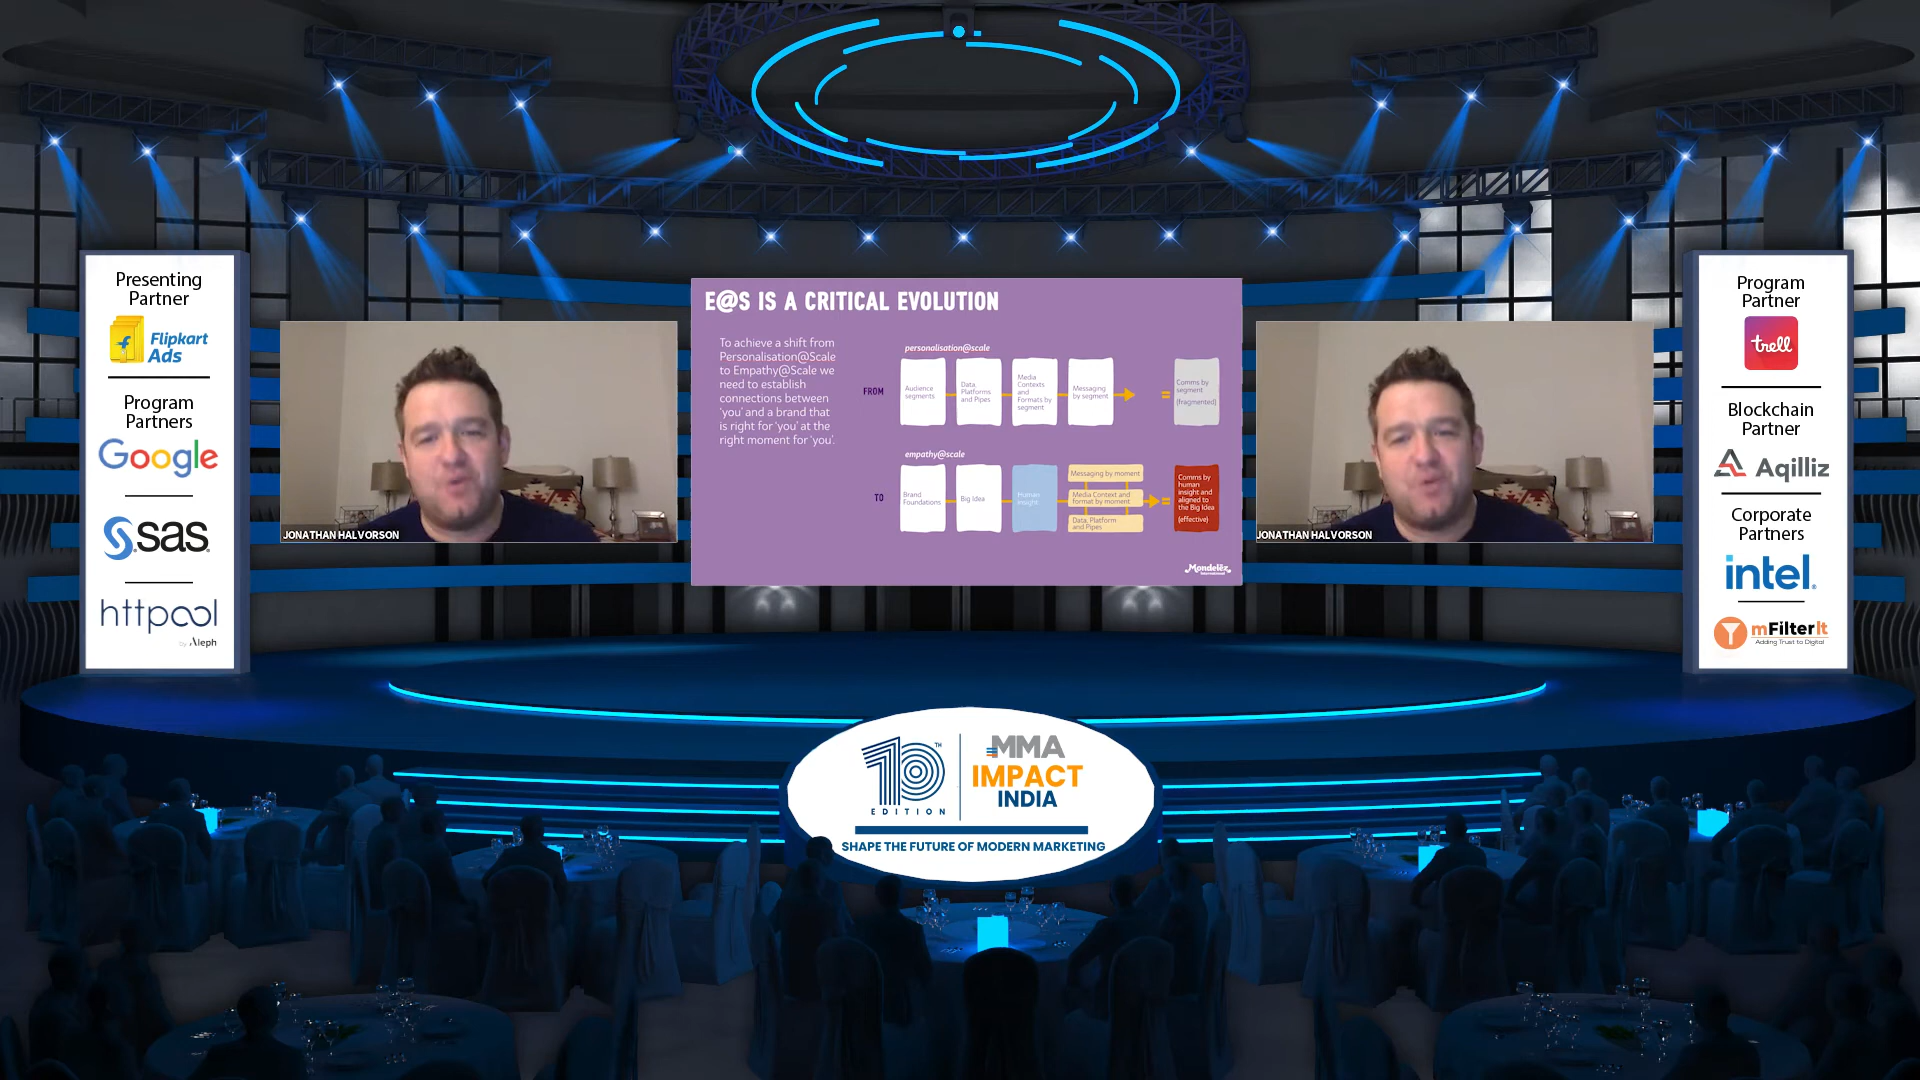 Presenting
Partner
Flipkart
Ads
Program
Partners
Google
sas
httpool
by Aleph
JONATHAN HALVORSON
E@S IS A CRITICAL EVOLUTION
To achieve a shift from
Personalisation@Scale
to Empathy@Scale we
need to establish
connections between
'you' and a brand that
is right for 'you' at the
right moment for 'you'.
personalisation@scale
FROM
Audience
segments
Data,
Platforms
and Pipes
Media
Contexts
and
Formats by
segment
Messaging
by segment
=
Comms by
segment
(fragmented)
empathy@scale
TO
Brand
Foundations
Big Idea
Human
Insight
Messaging by moment
Media Context and
format by moment
Data, Platform
and Pipes
=
Comms by
human
insight and
aligned to
the Big Idea
(effective)
Mondelēz
International
JONATHAN HALVORSON
Program
Partner
trell
Blockchain
Partner
Aqilliz
Corporate
Partners
intel
mFilterIt
Adding Trust to Digital
10TH
EDITION
MMA
IMPACT
INDIA
SHAPE THE FUTURE OF MODERN MARKETING